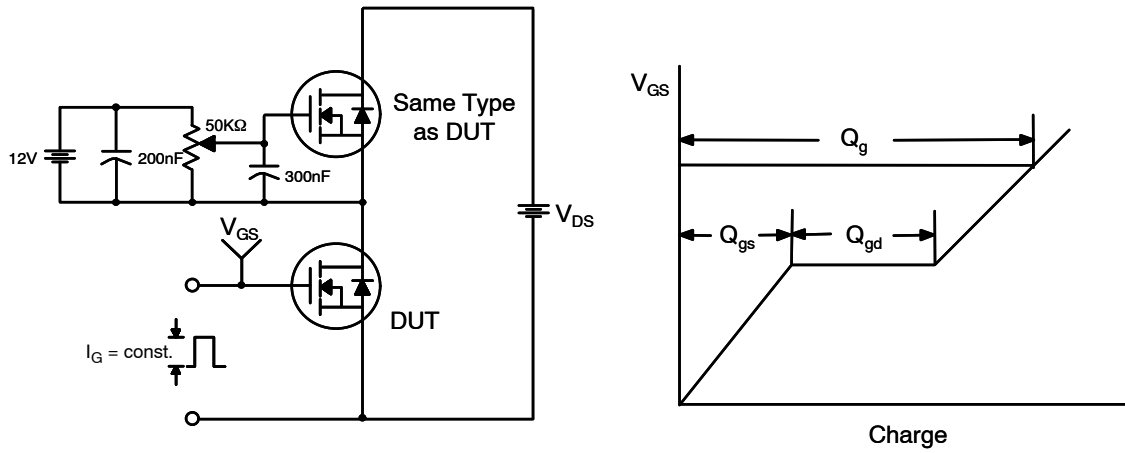 12V
200nF
50KΩ
300nF
Same Type
as DUT
V_DS
V_GS
DUT
I_G = const.
V_GS
Q_g
Q_gs
Q_gd
Charge